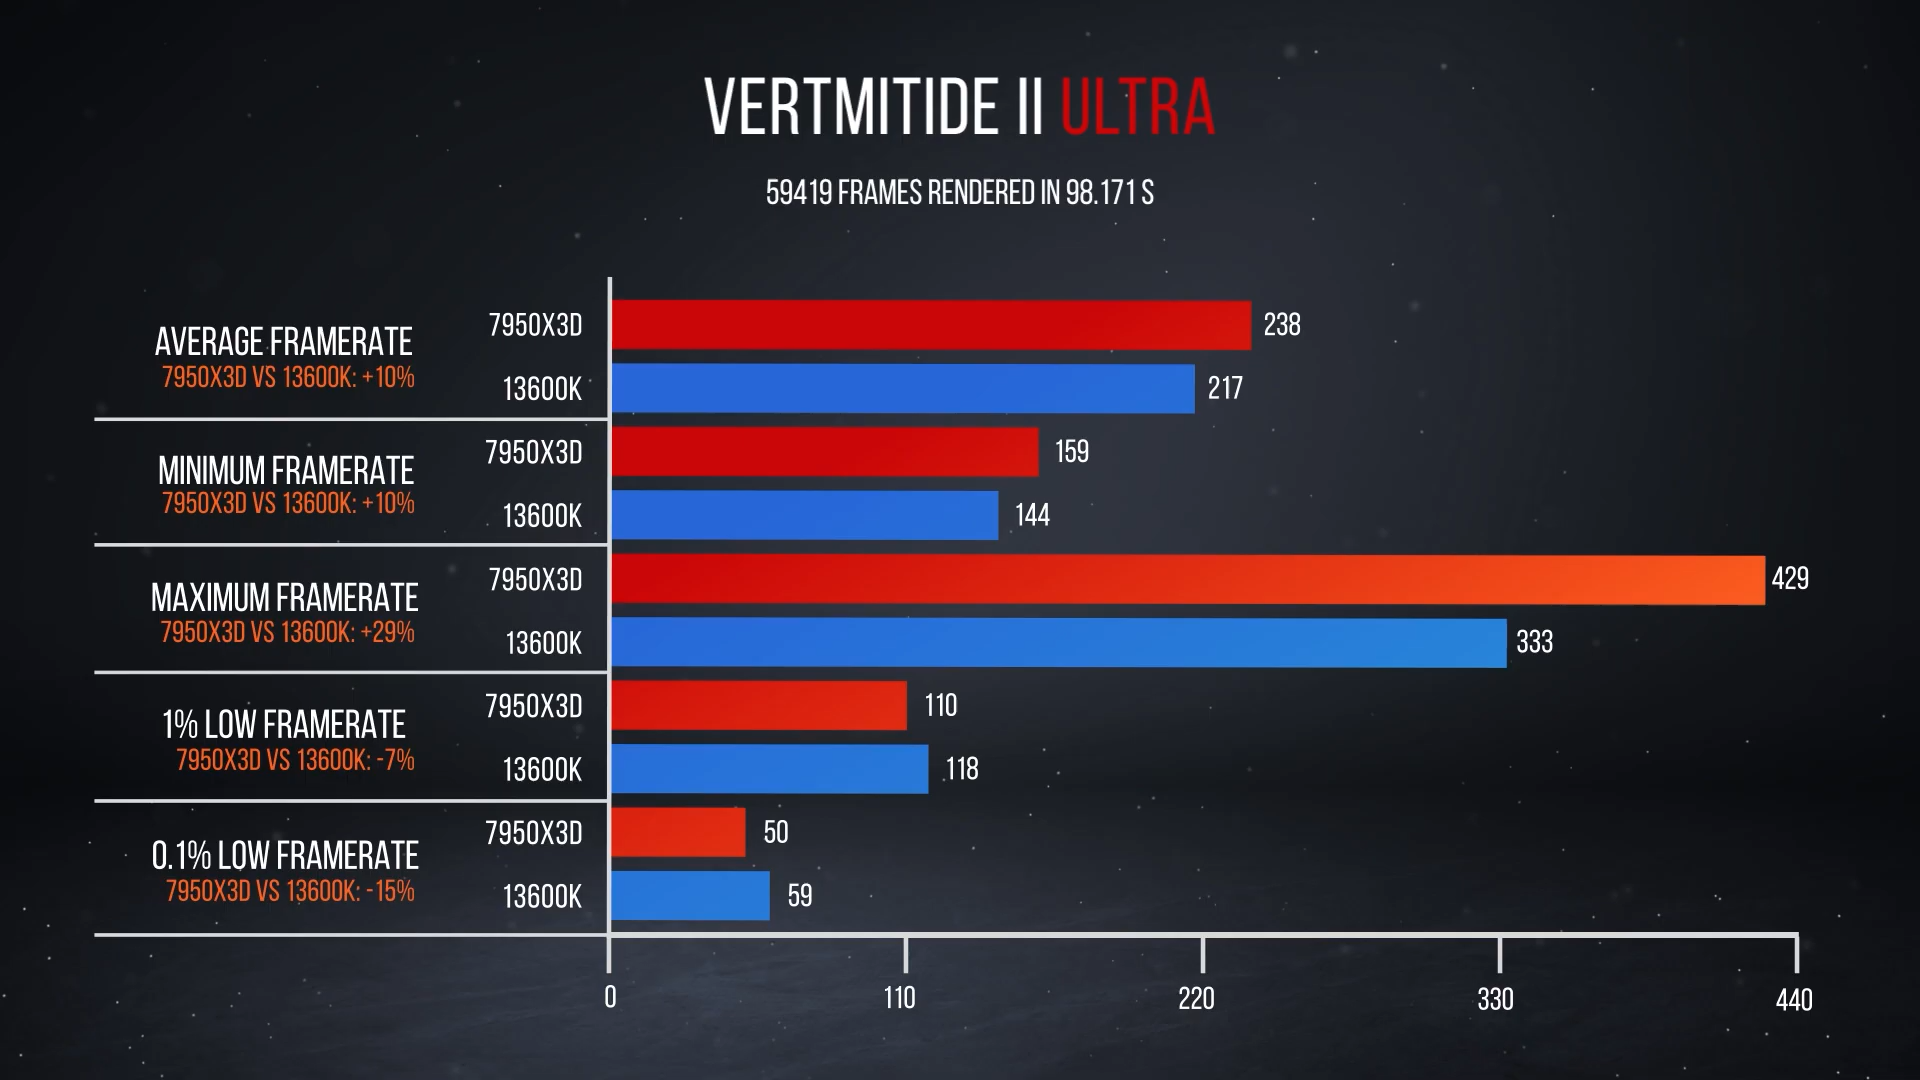 VERTMITIDE II ULTRA
59419 FRAMES RENDERED IN 98.171 S
AVERAGE FRAMERATE
7950X3D VS 13600K: +10%
7950X3D
238
13600K
217
MINIMUM FRAMERATE
7950X3D VS 13600K: +10%
7950X3D
159
13600K
144
MAXIMUM FRAMERATE
7950X3D VS 13600K: +29%
7950X3D
429
13600K
333
1% LOW FRAMERATE
7950X3D VS 13600K: -7%
7950X3D
110
13600K
118
0.1% LOW FRAMERATE
7950X3D VS 13600K: -15%
7950X3D
50
13600K
59
0
110
220
330
440